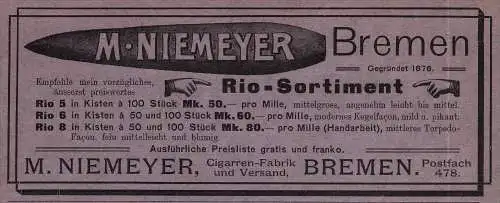 M. NIEMEYER Bremen
Gegründet 1876.
Empfehle mein vorzügliches,
äusserst preiswertes
Rio-Sortiment
Rio 5 in Kisten à 100 Stück Mk. 50.— pro Mille, mittelgroes, angenehm leicht bis mittel.
Rio 6 in Kisten à 50 und 100 Stück Mk. 60.— pro Mille, modernes Kegelfaçon, mild u. pikant.
Rio 8 in Kisten à 50 und 100 Stück Mk. 80.— pro Mille (Handarbeit), mittleres Torpedo-
Façon, fein mittelleicht und blumig.
Ausführliche Preisliste gratis und franko.
M. NIEMEYER, Cigarren-Fabrik und Versand, BREMEN. Postfach 478.